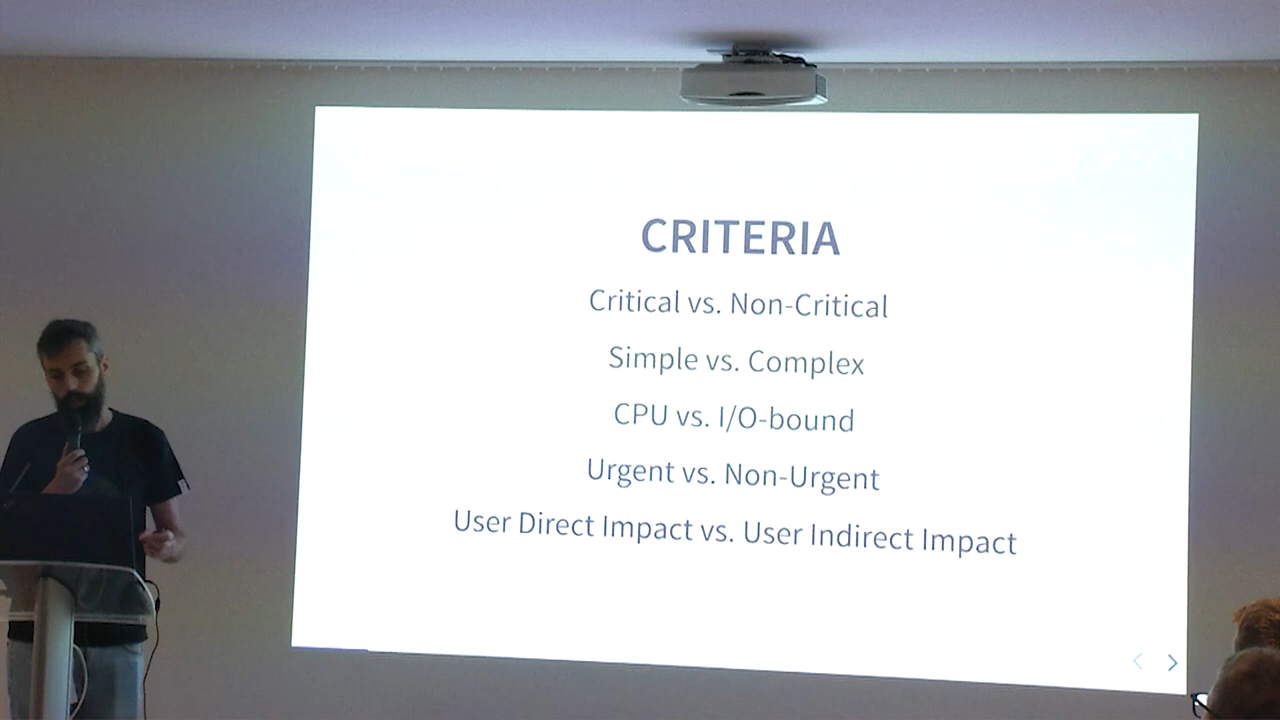 CRITERIA
Critical vs. Non-Critical
Simple vs. Complex
CPU vs. I/O-bound
Urgent vs. Non-Urgent
User Direct Impact vs. User Indirect Impact